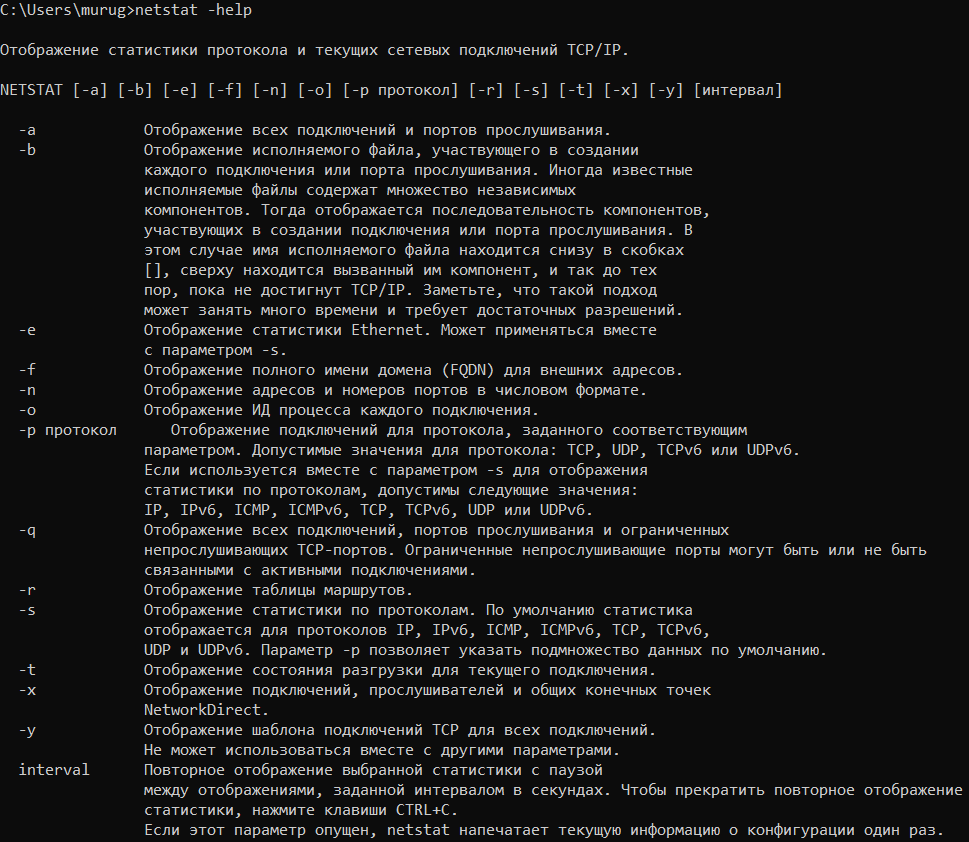 C:\Users\murug>netstat -help
Отображение статистики протокола и текущих сетевых подключений TCP/IP.
NETSTAT [-a] [-b] [-e] [-f] [-n] [-o] [-p протокол] [-r] [-s] [-t] [-x] [-y] [интервал]
-a Отображение всех подключений и портов прослушивания.
-b Отображение исполняемого файла, участвующего в создании
каждого подключения или порта прослушивания. Иногда известные
исполняемые файлы содержат множество независимых
компонентов. Тогда отображается последовательность компонентов,
участвующих в создании подключения или порта прослушивания. В
этом случае имя исполняемого файла находится снизу в скобках
[], сверху находится вызванный им компонент, и так до тех
пор, пока не достигнут TCP/IP. Заметьте, что такой подход
может занять много времени и требует достаточных разрешений.
-e Отображение статистики Ethernet. Может применяться вместе
с параметром -s.
-f Отображение полного имени домена (FQDN) для внешних адресов.
-n Отображение адресов и номеров портов в числовом формате.
-o Отображение ИД процесса каждого подключения.
-p протокол Отображение подключений для протокола, заданного соответствующим
параметром. Допустимые значения для протокола: TCP, UDP, TCPv6 или UDPv6.
Если используется вместе с параметром -s для отображения
статистики по протоколам, допустимы следующие значения:
IP, IPv6, ICMP, ICMPv6, TCP, TCPv6, UDP или UDPv6.
-q Отображение всех подключений, портов прослушивания и ограниченных
непрослушивающих TCP-портов. Ограниченные непрослушивающие порты могут быть или не быть
связанными с активными подключениями.
-r Отображение таблицы маршрутов.
-s Отображение статистики по протоколам. По умолчанию статистика
отображается для протоколов IP, IPv6, ICMP, ICMPv6, TCP, TCPv6,
UDP и UDPv6. Параметр -p позволяет указать подмножество данных по умолчанию.
-t Отображение состояния разгрузки для текущего подключения.
-x Отображение подключений, прослушивателей и общих конечных точек
NetworkDirect.
-y Отображение шаблона подключений TCP для всех подключений.
Не может использоваться вместе с другими параметрами.
interval Повторное отображение выбранной статистики с паузой
между отображениями, заданной интервалом в секундах. Чтобы прекратить повторное отображение
статистики, нажмите клавиши CTRL+C.
Если этот параметр опущен, netstat напечатает текущую информацию о конфигурации один раз.